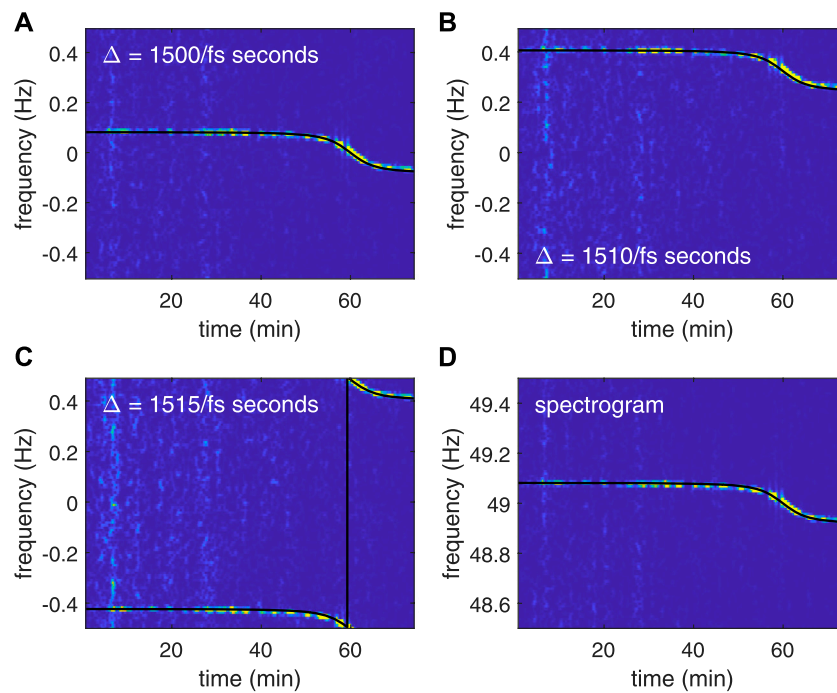 A
Δ = 1500/fs seconds
frequency (Hz)
0.4
0.2
0
-0.2
-0.4
20
40
60
time (min)
B
Δ = 1510/fs seconds
frequency (Hz)
0.4
0.2
0
-0.2
-0.4
20
40
60
time (min)
C
Δ = 1515/fs seconds
frequency (Hz)
0.4
0.2
0
-0.2
-0.4
20
40
60
time (min)
D
spectrogram
frequency (Hz)
49.4
49.2
49
48.8
48.6
20
40
60
time (min)